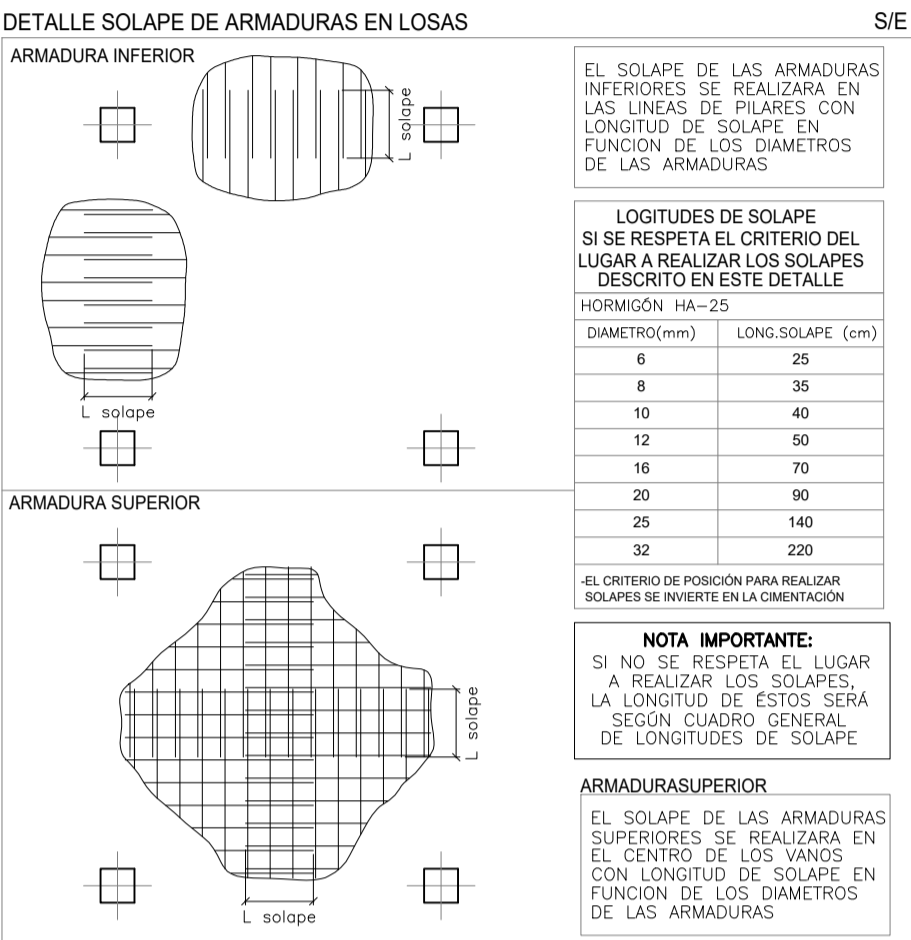 DETALLE SOLAPE DE ARMADURAS EN LOSAS
S/E
ARMADURA INFERIOR
L solape
L solape
EL SOLAPE DE LAS ARMADURAS
INFERIORES SE REALIZARA EN
LAS LINEAS DE PILARES CON
LONGITUD DE SOLAPE EN
FUNCION DE LOS DIAMETROS
DE LAS ARMADURAS
LOGITUDES DE SOLAPE
SI SE RESPETA EL CRITERIO DEL
LUGAR A REALIZAR LOS SOLAPES
DESCRITO EN ESTE DETALLE
HORMIGÓN HA-25
DIAMETRO(mm) LONG.SOLAPE (cm)
6 25
8 35
10 40
12 50
16 70
20 90
25 140
32 220
-EL CRITERIO DE POSICIÓN PARA REALIZAR
SOLAPES SE INVIERTE EN LA CIMENTACIÓN
ARMADURA SUPERIOR
L solape
L solape
NOTA IMPORTANTE:
SI NO SE RESPETA EL LUGAR
A REALIZAR LOS SOLAPES,
LA LONGITUD DE ÉSTOS SERÁ
SEGÚN CUADRO GENERAL
DE LONGITUDES DE SOLAPE
ARMADURASUPERIOR
EL SOLAPE DE LAS ARMADURAS
SUPERIORES SE REALIZARA EN
EL CENTRO DE LOS VANOS
CON LONGITUD DE SOLAPE EN
FUNCION DE LOS DIAMETROS
DE LAS ARMADURAS